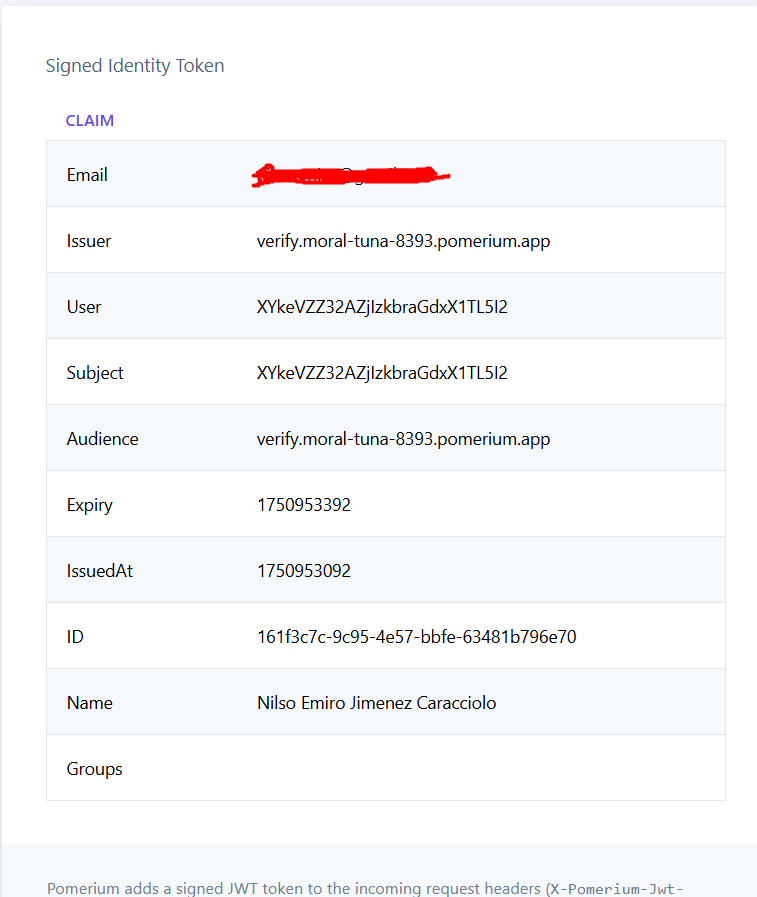 Signed Identity Token
CLAIM
Email
Issuer verify.moral-tuna-8393.pomerium.app
User XYkeVZZ32AZjIzkbraGdxX1TL5I2
Subject XYkeVZZ32AZjIzkbraGdxX1TL5I2
Audience verify.moral-tuna-8393.pomerium.app
Expiry 1750953392
IssuedAt 1750953092
ID 161f3c7c-9c95-4e57-bbfe-63481b796e70
Name Nilso Emiro Jimenez Caracciolo
Groups
Pomerium adds a signed JWT token to the incoming request headers (X-Pomerium-Jwt-